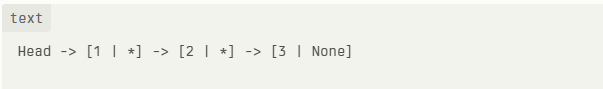 text
Head -> [1 | *] -> [2 | *] -> [3 | None]